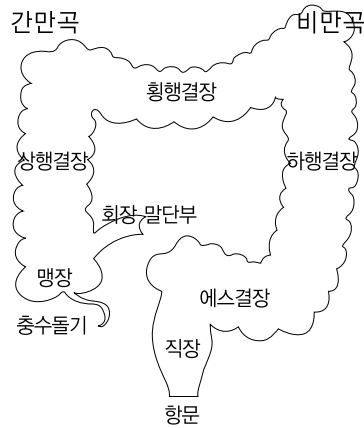 간만곡
비만곡
횡행결장
상행결장
하행결장
회장 말단부
맹장
에스결장
충수돌기
직장
항문